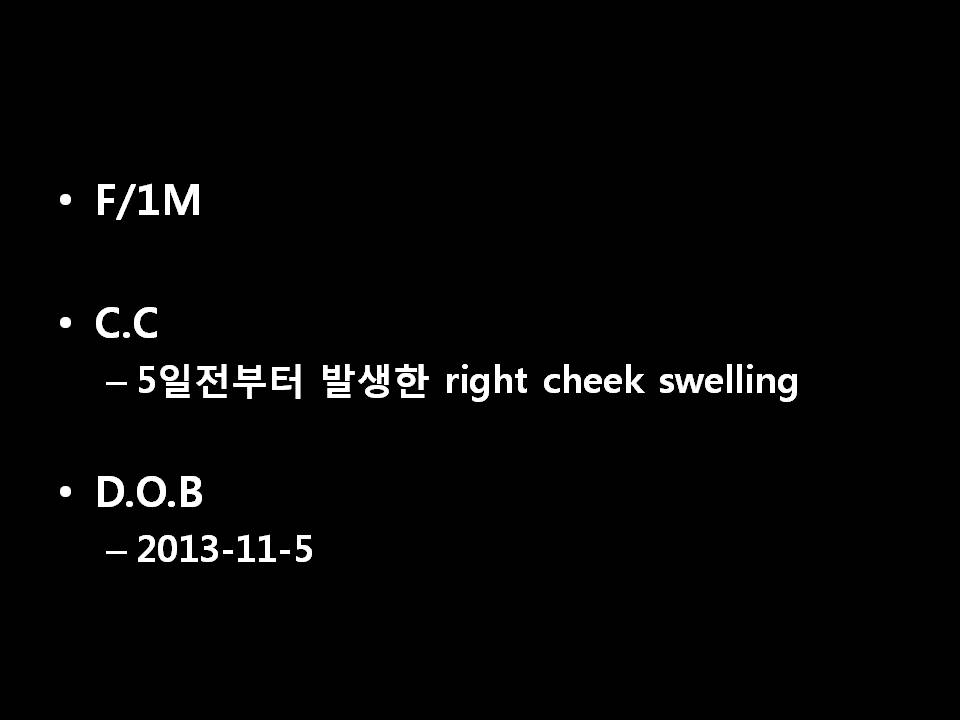 • F/1M
• C.C
– 5일전부터 발생한 right cheek swelling
• D.O.B
– 2013-11-5